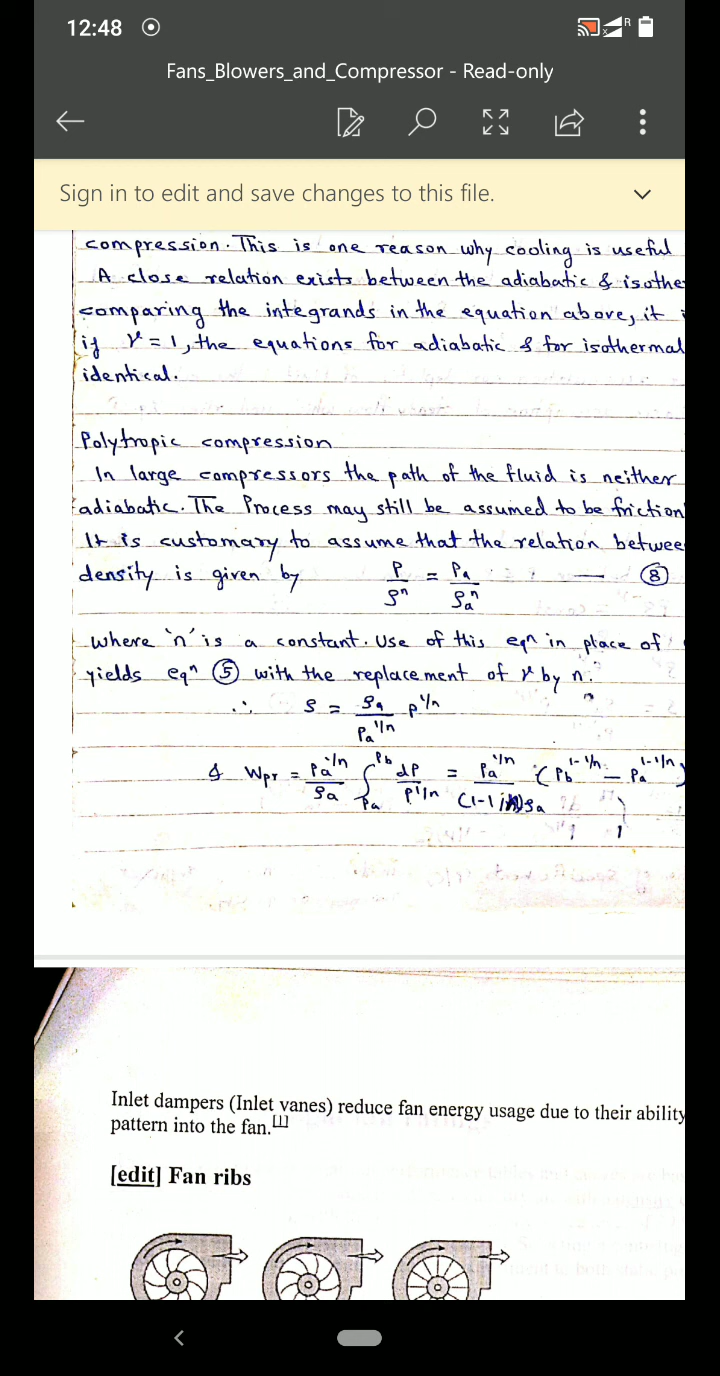 12:48
R
Fans_Blowers_and_Compressor - Read-only
Sign in to edit and save changes to this file.
compression. This is one reason why cooling is useful
A close relation exists between the adiabatic & isothe
comparing the integrands in the equation above, it
if γ = 1, the equations for adiabatic & for isothermal
identical.
Polytropic compression
In large compressors the path of the fluid is neither
adiabatic. The Process may still be assumed to be friction
It is customary to assume that the relation betwee
density is given by P/ρⁿ = Pa/ρaⁿ — ⑧
where 'n' is a constant. Use of this eqn in place of
yields eqn ⑤ with the replacement of γ by n.
∴ ρ = ρa/Pa^1/n P^1/n
& Wpr = Pa^1/n/ρa ∫Pa^Pb dP/P^1/n = Pa^1/n/(1-1/n)ρa (Pb^1-1/n - Pa^1-1/n)
Inlet dampers (Inlet vanes) reduce fan energy usage due to their ability
pattern into the fan.[1]
[edit] Fan ribs